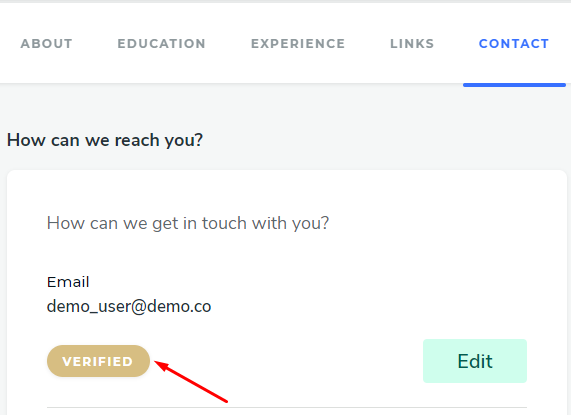 ABOUT EDUCATION EXPERIENCE LINKS CONTACT
How can we reach you?
How can we get in touch with you?
Email
demo_user@demo.co
VERIFIED Edit